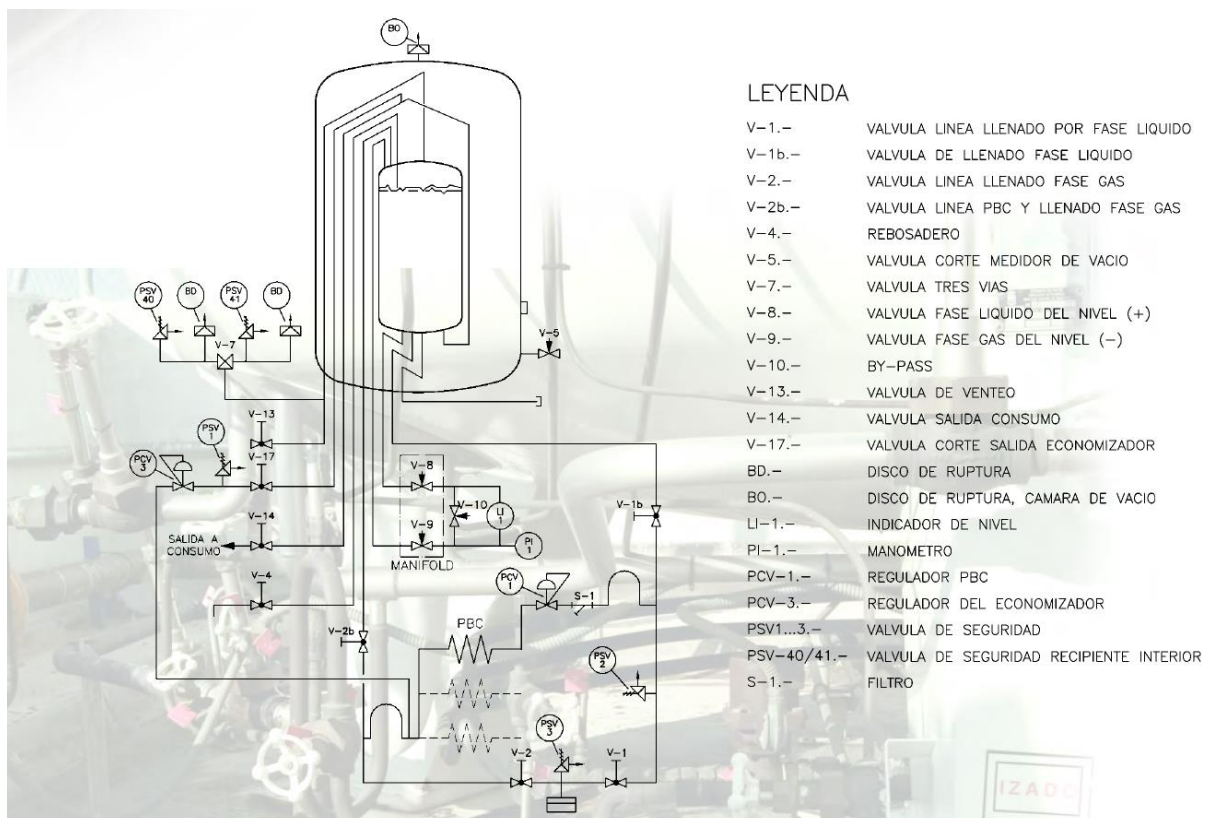 BO
LEYENDA
V-1.- VALVULA LINEA LLENADO POR FASE LIQUIDO
V-1b.- VALVULA DE LLENADO FASE LIQUIDO
V-2.- VALVULA LINEA LLENADO FASE GAS
V-2b.- VALVULA LINEA PBC Y LLENADO FASE GAS
V-4.- REBOSADERO
V-5.- VALVULA CORTE MEDIDOR DE VACIO
V-7.- VALVULA TRES VIAS
V-8.- VALVULA FASE LIQUIDO DEL NIVEL (+)
V-9.- VALVULA FASE GAS DEL NIVEL (-)
V-10.- BY-PASS
V-13.- VALVULA DE VENTEO
V-14.- VALVULA SALIDA CONSUMO
V-17.- VALVULA CORTE SALIDA ECONOMIZADOR
BD.- DISCO DE RUPTURA
BO.- DISCO DE RUPTURA, CAMARA DE VACIO
LI-1.- INDICADOR DE NIVEL
PI-1.- MANOMETRO
PCV-1.- REGULADOR PBC
PCV-3.- REGULADOR DEL ECONOMIZADOR
PSV1...3.- VALVULA DE SEGURIDAD
PSV-40/41.- VALVULA DE SEGURIDAD RECIPIENTE INTERIOR
S-1.- FILTRO
PSV 40
BD
PSV 41
BD
V-7
V-5
V-13
PSV 1
PCV 3
V-17
V-8
V-10
LI 1
V-1b
V-14
V-9
PI 1
SALIDA A
CONSUMO
MANIFOLD
V-4
PCV 1
S-1
V-2b
PBC
PSV 2
PSV 3
V-2
V-1
IZADO